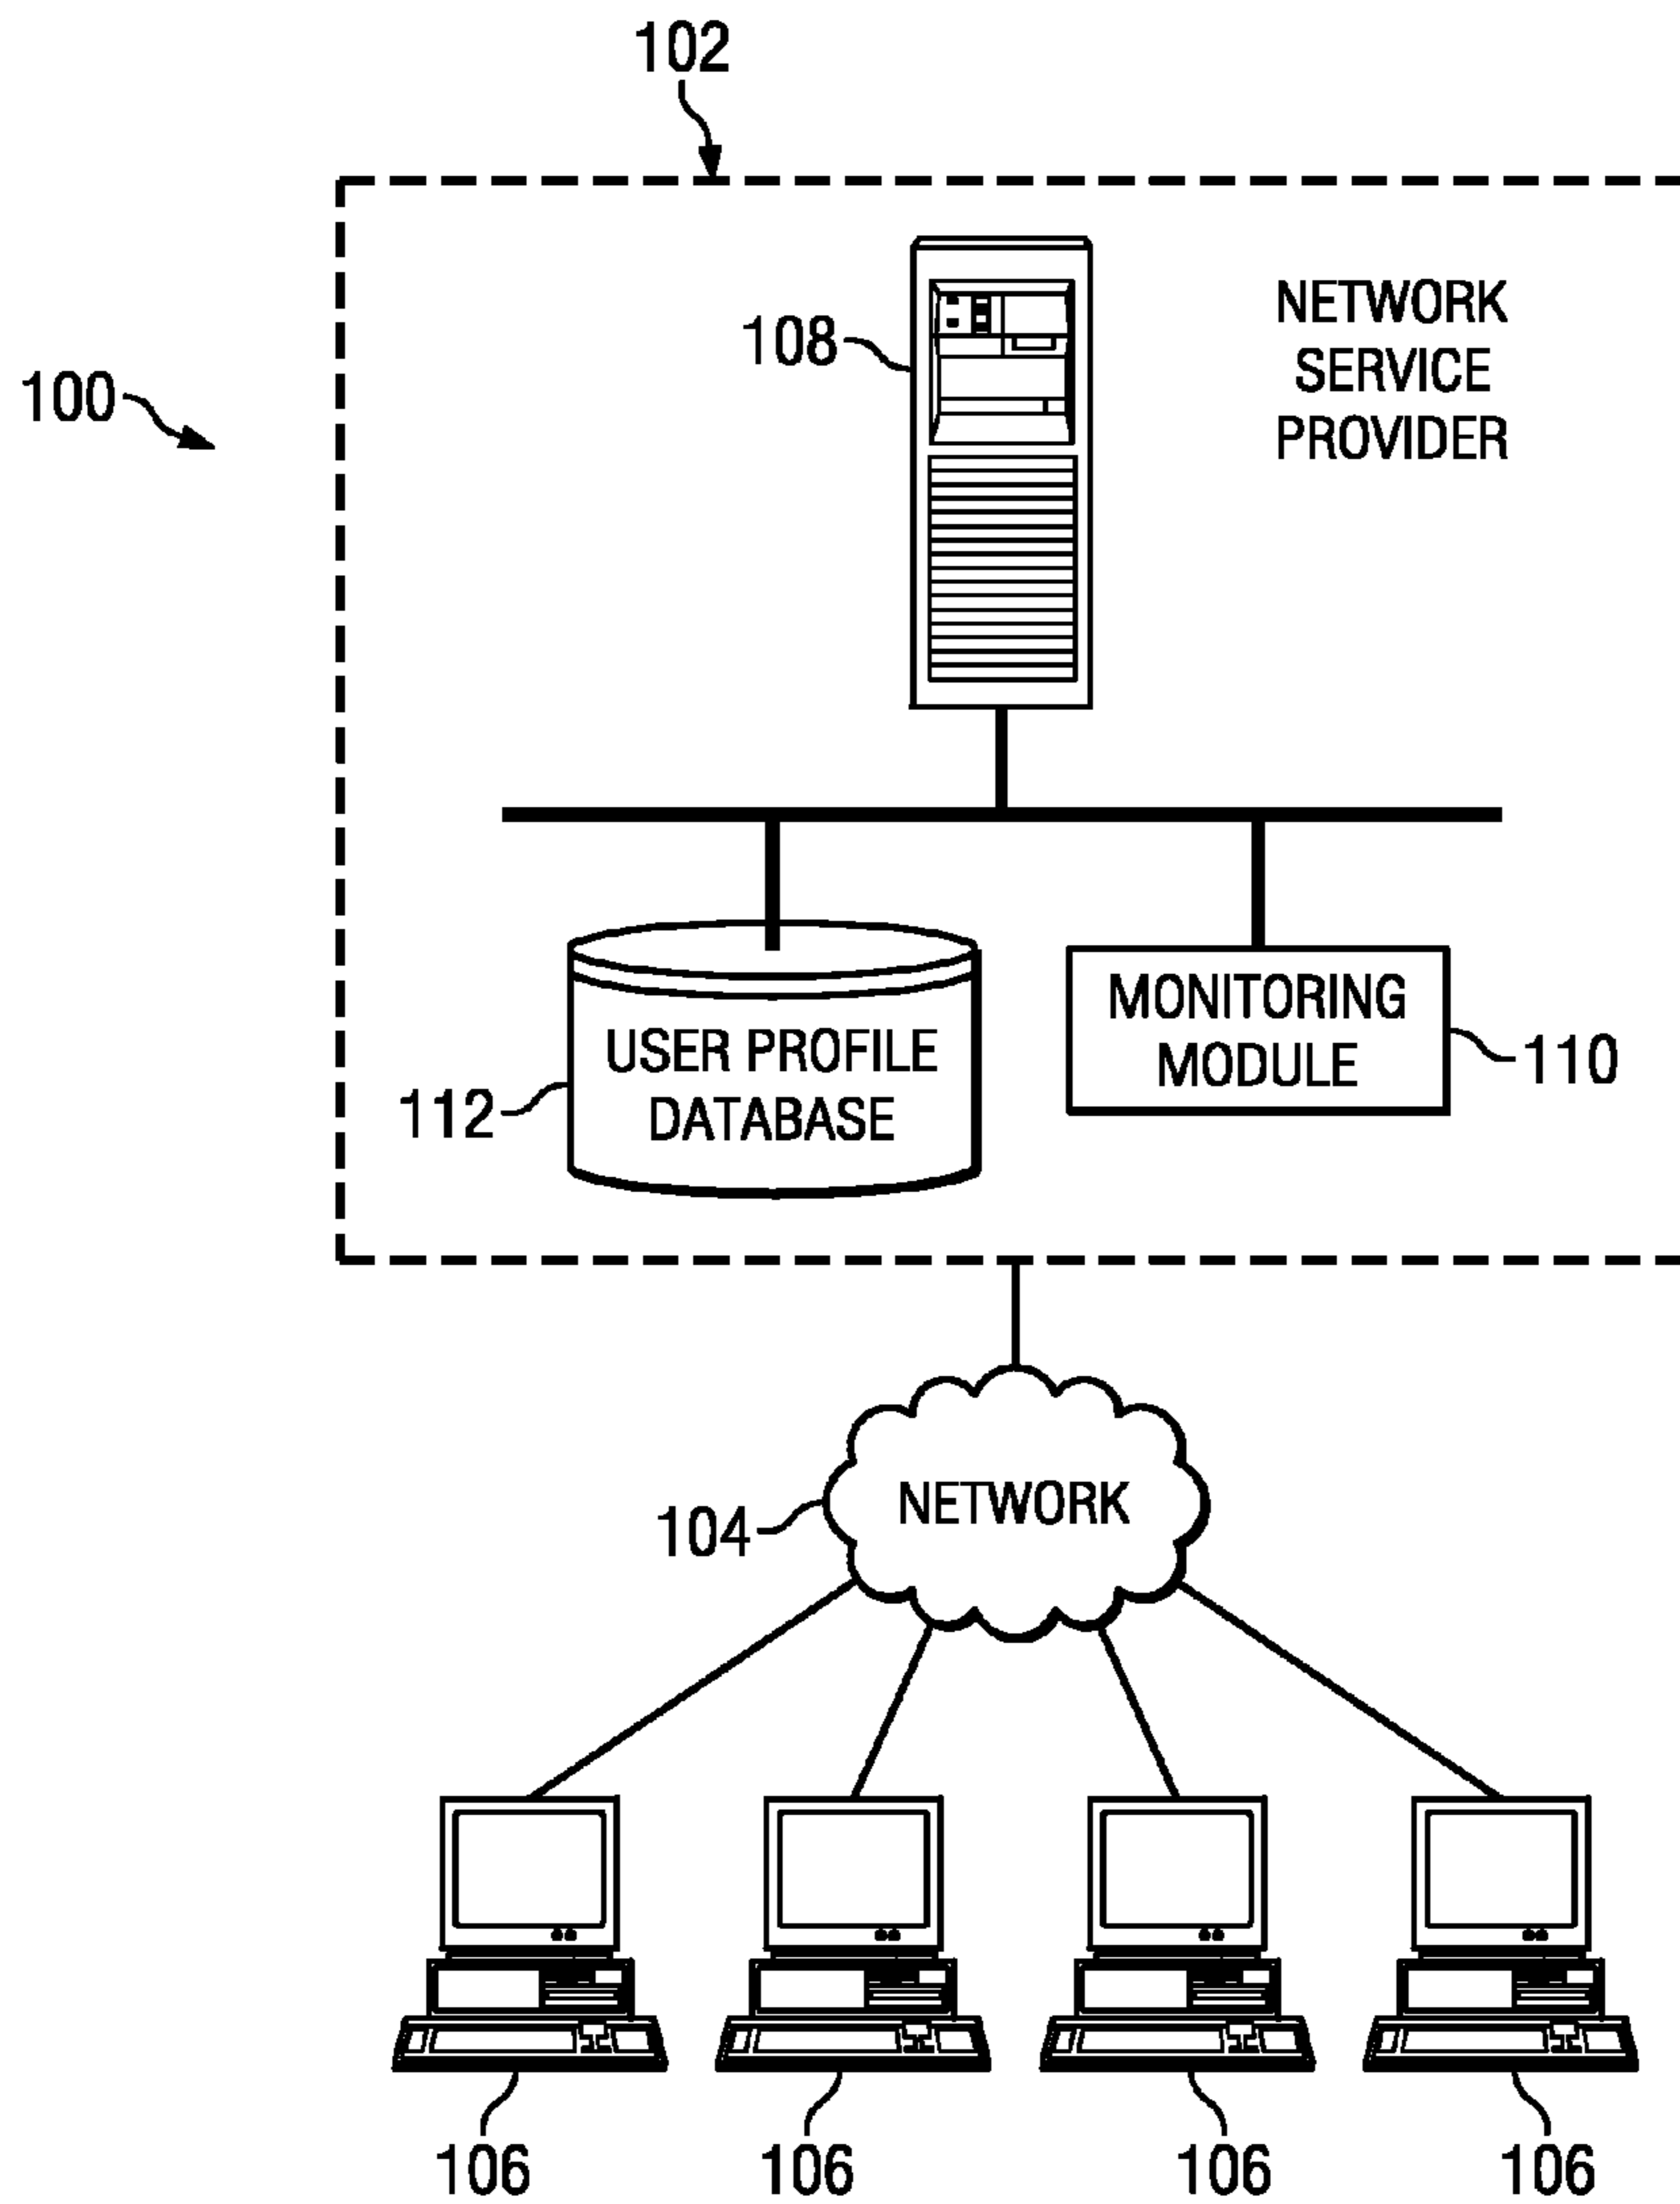 102
100
108
NETWORK
SERVICE
PROVIDER
USER PROFILE
DATABASE
112
MONITORING
MODULE
110
104
NETWORK
106
106
106
106